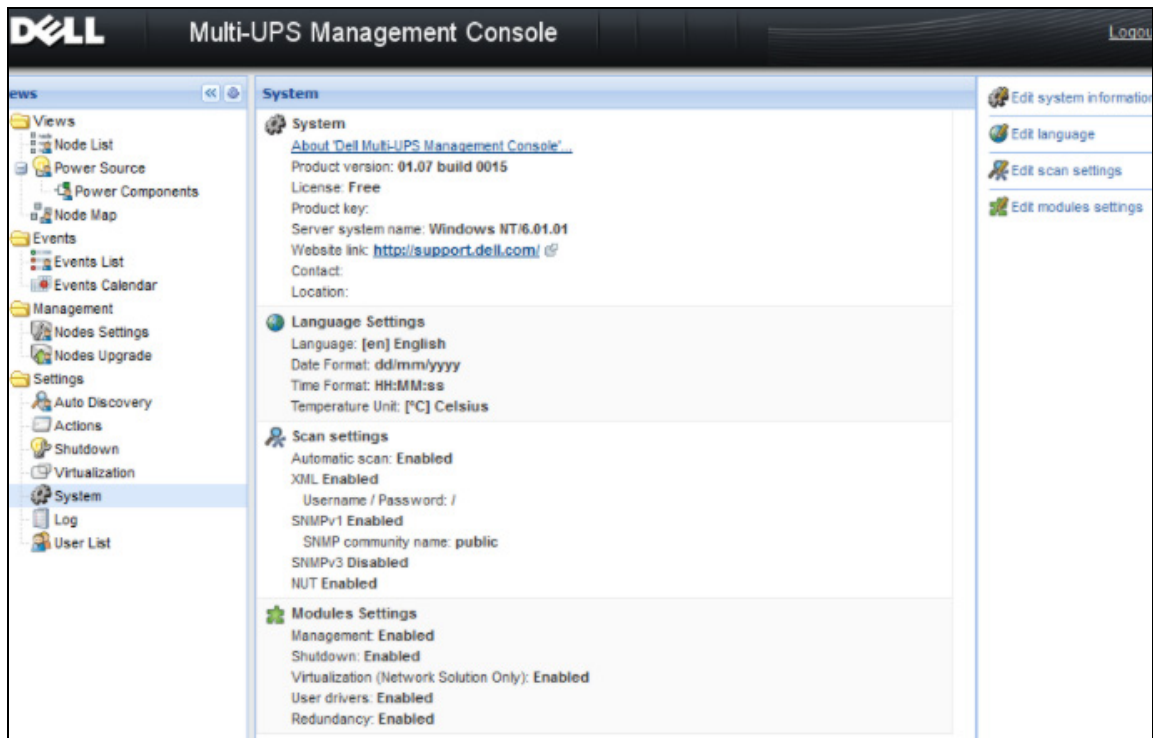 DELL
Multi-UPS Management Console
Logou
ews
Views
Node List
Power Source
Power Components
Node Map
Events
Events List
Events Calendar
Management
Nodes Settings
Nodes Upgrade
Settings
Auto Discovery
Actions
Shutdown
Virtualization
System
Log
User List
System
System
About 'Dell Multi-UPS Management Console'...
Product version: 01.07 build 0015
License: Free
Product key:
Server system name: Windows NT/6.01.01
Website link: http://support.dell.com/
Contact:
Location:
Language Settings
Language: [en] English
Date Format: dd/mm/yyyy
Time Format: HH:MM:ss
Temperature Unit: [°C] Celsius
Scan settings
Automatic scan: Enabled
XML Enabled
Username / Password: /
SNMPv1 Enabled
SNMP community name: public
SNMPv3 Disabled
NUT Enabled
Modules Settings
Management: Enabled
Shutdown: Enabled
Virtualization (Network Solution Only): Enabled
User drivers: Enabled
Redundancy: Enabled
Edit system information
Edit language
Edit scan settings
Edit modules settings